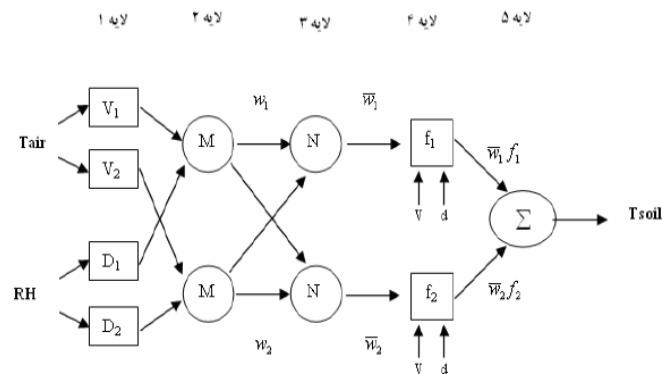 لایه ۱ لایه ۲ لایه ۳ لایه ۴ لایه ۵
w₁ w̅₁
V₁ M N f₁ w̅₁f₁
Tair V₂ V d Σ Tsoil
D₁
RH M N f₂ w̅₂f₂
D₂
w₂ w̅₂ V d